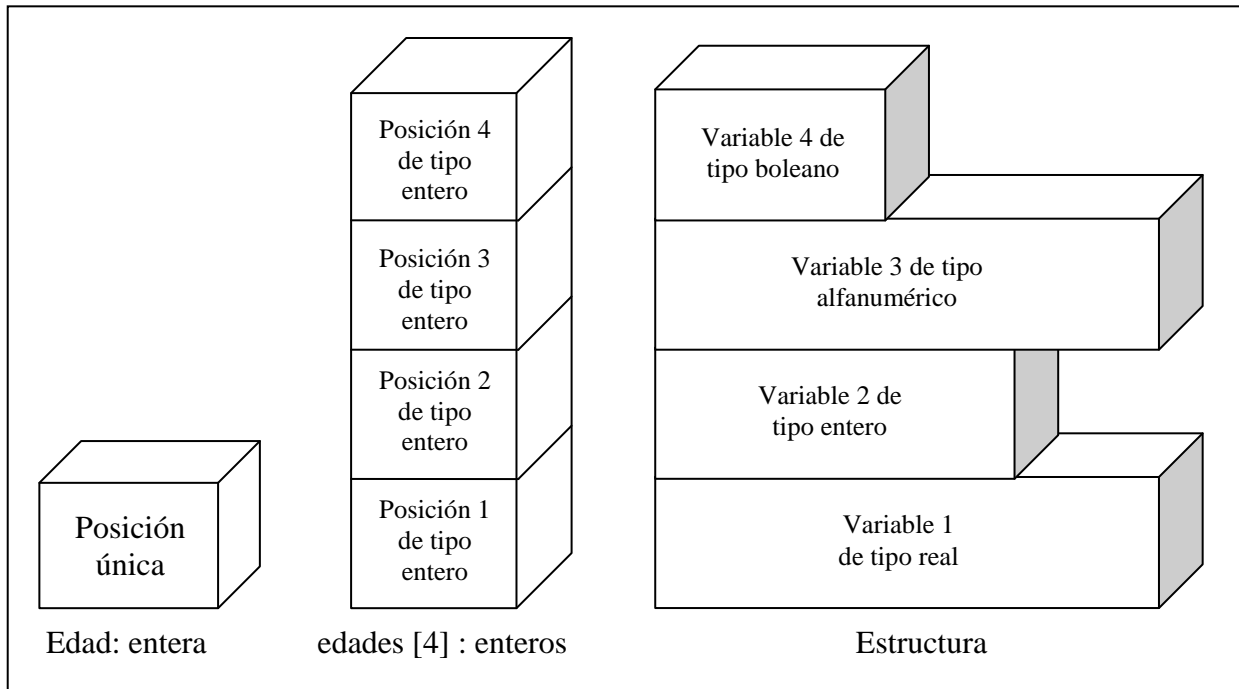 Posición
única
Edad: entera
Posición 4
de tipo
entero
Posición 3
de tipo
entero
Posición 2
de tipo
entero
Posición 1
de tipo
entero
edades [4] : enteros
Variable 4 de
tipo boleano
Variable 3 de tipo
alfanumérico
Variable 2 de
tipo entero
Variable 1
de tipo real
Estructura